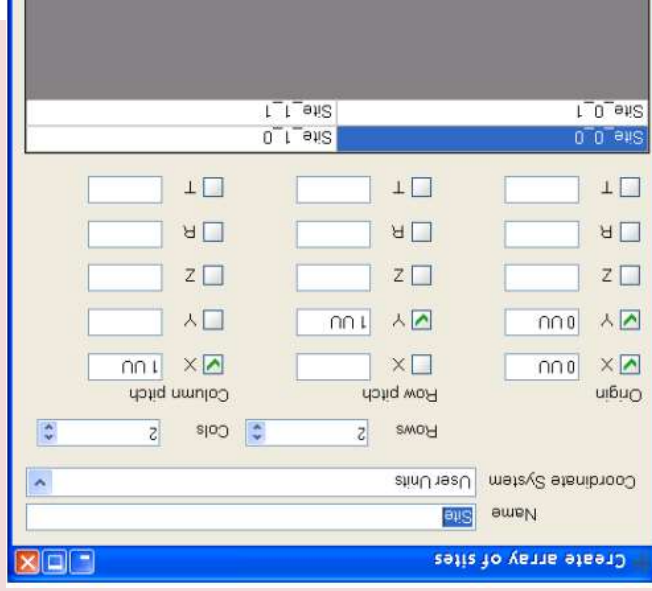 Create array of sites
Name Site
Coordinate System User Units
Rows 2 Cols 2
Origin Row pitch Column pitch
X 0 UU X X 1 UU
Y 0 UU Y 1 UU Y
Z Z Z
R R R
T T T
Site_0_0 Site_1_0
Site_0_1 Site_1_1